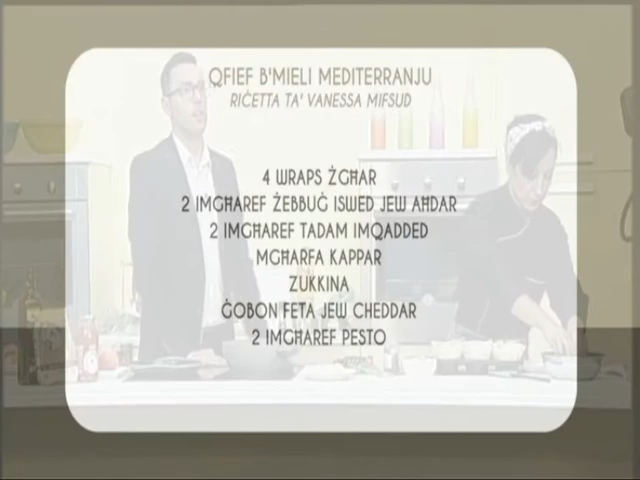 QFIEF B'MIELI MEDITERRANJU
RIĊETTA TA' VANESSA MIFSUD
4 WRAPS ŻGĦAR
2 IMGĦAREF ŻEBBUĠ ISWED JEW AĦDAR
2 IMGĦAREF TADAM IMQADDED
MGĦARFA KAPPAR
ZUKKINA
ĠOBON FETA JEW CHEDDAR
2 IMGĦAREF PESTO